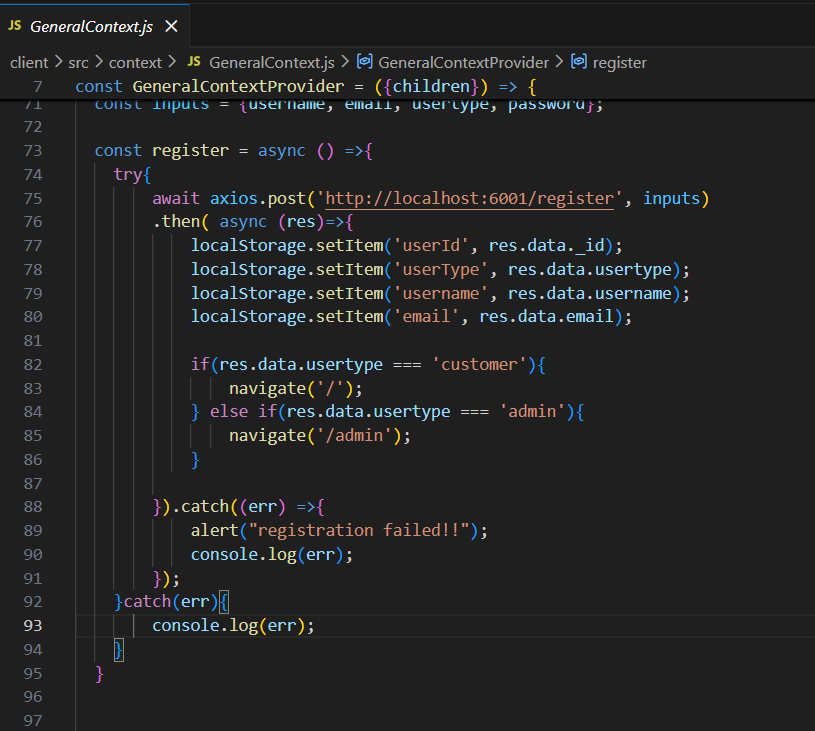 JS GeneralContext.js ×
client > src > context > JS GeneralContext.js > GeneralContextProvider > register
7 const GeneralContextProvider = ({children}) => {
71 const inputs = {username, email, usertype, password};
72
73 const register = async () =>{
74 try{
75 await axios.post('http://localhost:6001/register', inputs)
76 .then( async (res)=>{
77 localStorage.setItem('userId', res.data._id);
78 localStorage.setItem('userType', res.data.usertype);
79 localStorage.setItem('username', res.data.username);
80 localStorage.setItem('email', res.data.email);
81
82 if(res.data.usertype === 'customer'){
83 navigate('/');
84 } else if(res.data.usertype === 'admin'){
85 navigate('/admin');
86 }
87
88 }).catch((err) =>{
89 alert("registration failed!!");
90 console.log(err);
91 });
92 }catch(err){
93 console.log(err);
94 }
95 }
96
97